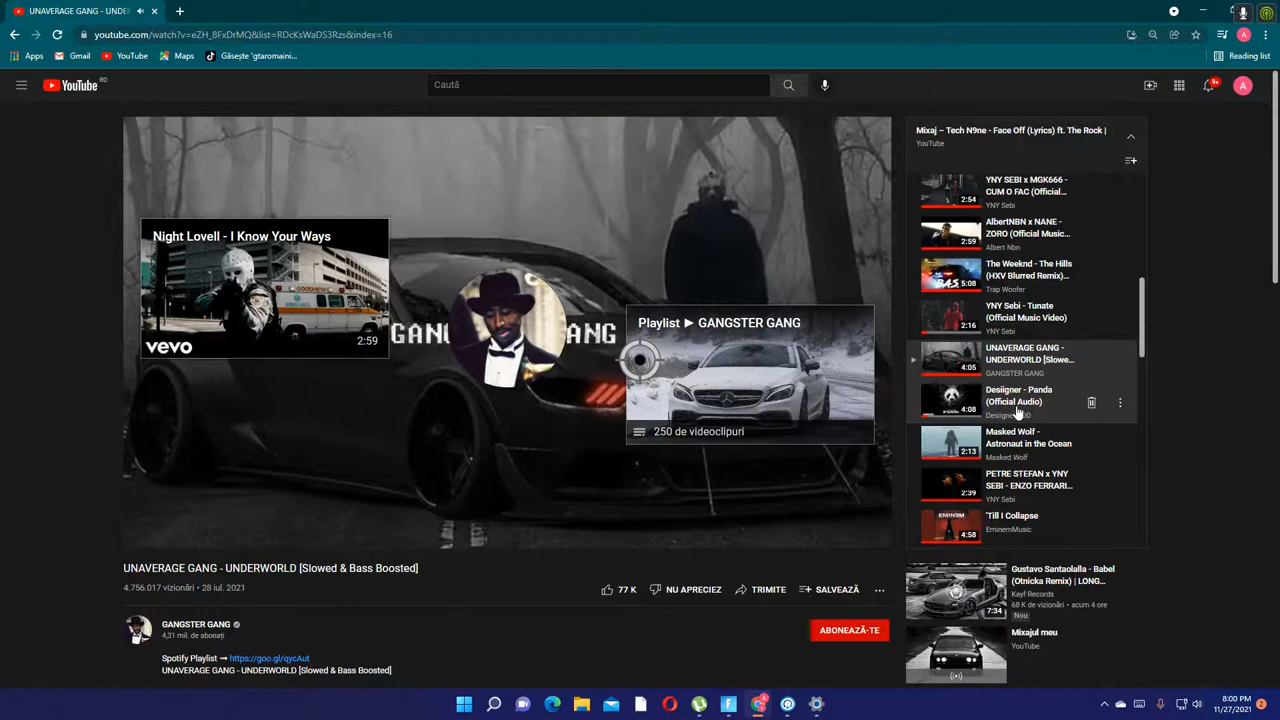 UNAVERAGE GANG - UNDER
youtube.com/watch?v=eZH_8FxDrMQ&list=RDcKsWaDS3Rzs&index=16
Apps
Gmail
YouTube
Maps
Găsește 'gtaromaini...
Reading list
YouTube RO
Caută
9+
A
Night Lovell - I Know Your Ways
vevo
2:59
GANG
GANG
Playlist ► GANGSTER GANG
250 de videoclipuri
UNAVERAGE GANG - UNDERWORLD [Slowed & Bass Boosted]
4.756.017 vizionări • 28 iul. 2021
77 K
NU APRECIEZ
TRIMITE
SALVEAZĂ
GANGSTER GANG
4,31 mil. de abonați
ABONEAZĂ-TE
Spotify Playlist → https://goo.gl/qycAut
UNAVERAGE GANG - UNDERWORLD [Slowed & Bass Boosted]
Mixaj – Tech N9ne - Face Off (Lyrics) ft. The Rock |
YouTube
YNY SEBI x MGK666 -
CUM O FAC (Official...
YNY Sebi
2:54
AlbertNBN x NANE -
ZORO (Official Music...
Albert Nbn
2:59
The Weeknd - The Hills
(HXV Blurred Remix)...
Trap Woofer
BAS
5:08
YNY Sebi - Tunate
(Official Music Video)
YNY Sebi
2:16
UNAVERAGE GANG -
UNDERWORLD [Slowe...
GANGSTER GANG
4:05
Desiigner - Panda
(Official Audio)
4:08
Masked Wolf -
Astronaut in the Ocean
Masked Wolf
2:13
PETRE STEFAN x YNY
SEBI - ENZO FERRARI...
YNY Sebi
2:39
'Till I Collapse
EminemMusic
EMINEM
4:58
Gustavo Santaolalla - Babel
(Otnicka Remix) | LONG...
Kayf Records
68 K de vizionări • acum 4 ore
Nou
7:34
Mixajul meu
YouTube
8:00 PM
11/27/2021
2